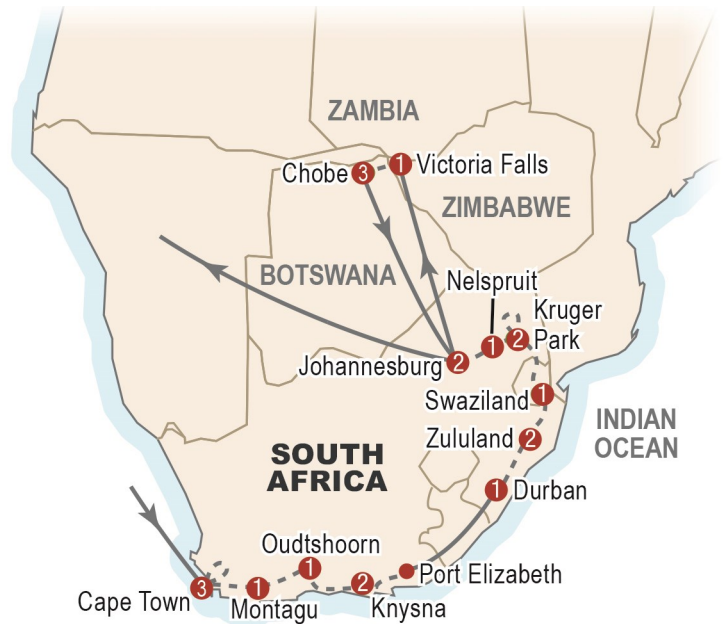 ZAMBIA
Chobe 3 1 Victoria Falls
ZIMBABWE
BOTSWANA
Nelspruit
Kruger
1 2 Park
Johannesburg 2
Swaziland 1
INDIAN
OCEAN
Zululand 2
SOUTH
AFRICA
1 Durban
Oudtshoorn
1
Port Elizabeth
Cape Town 3
1
Montagu
2
Knysna